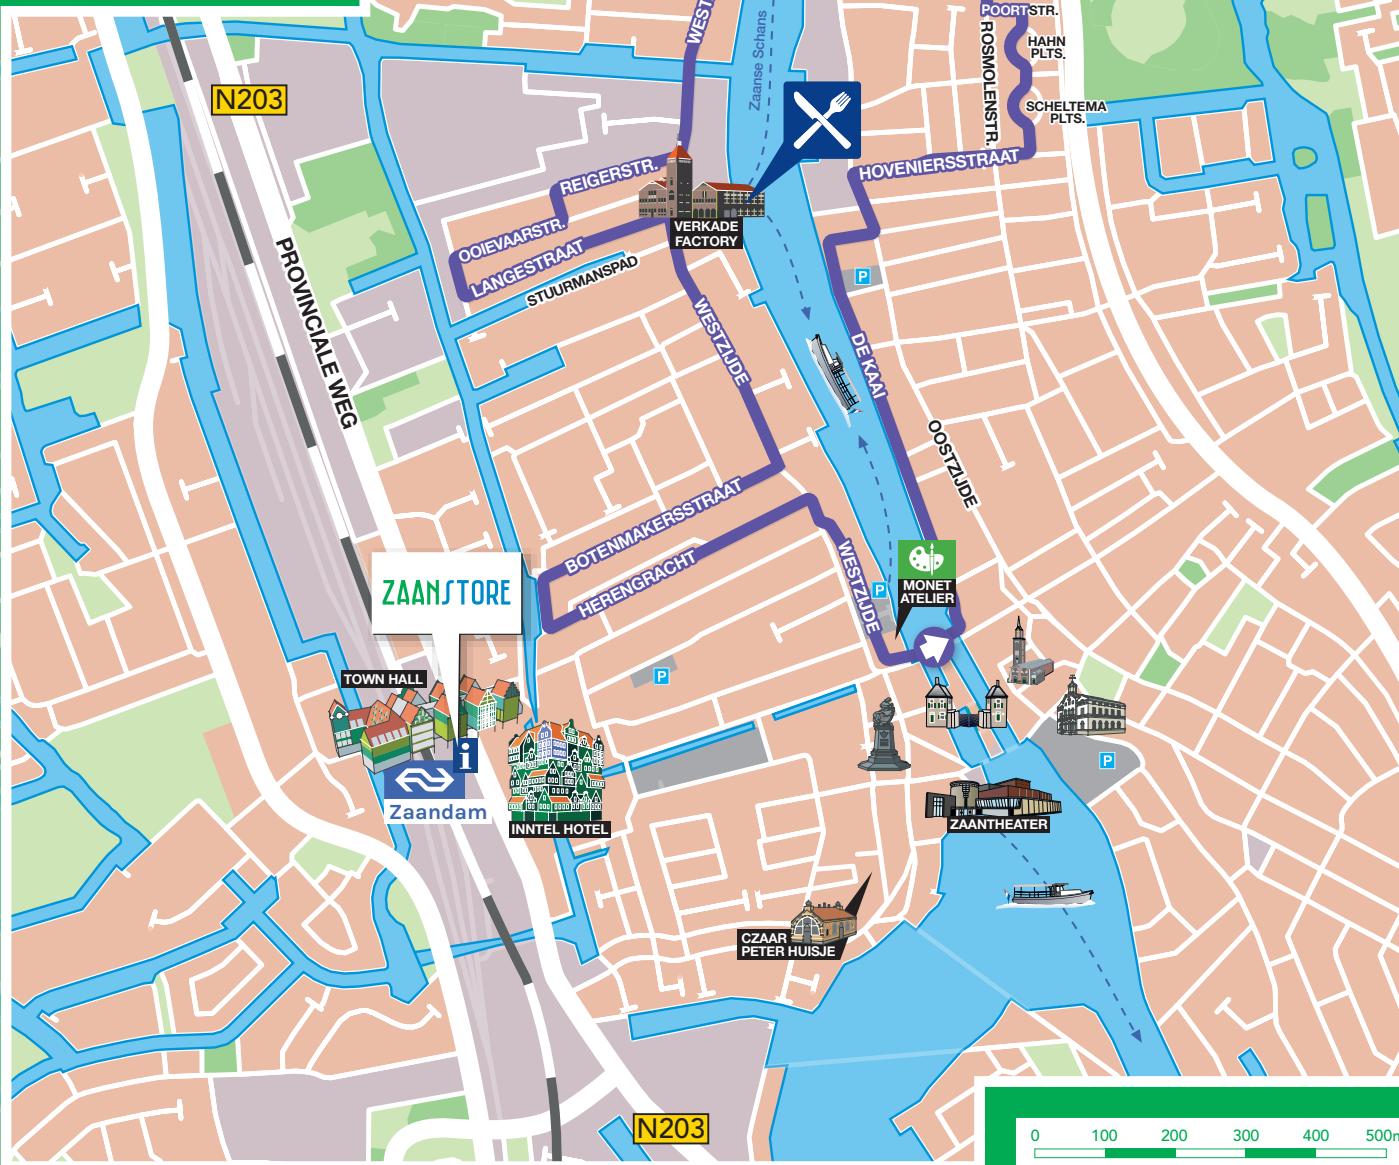 POORTSTR.
WEST
Zaanse Schans
ROSMOLENSTR.
HAHN
PLTS.
SCHELTEMA
PLTS.
N203
HOVENIERSSTRAAT
REIGERSTR.
VERKADE
FACTORY
OOIEVAARSTR.
LANGESTRAAT
STUURMANSPAD
P
PROVINCIALE WEG
WESTZIJDE
DE KAAI
OOSTZIJDE
BOTENMAKERSSTRAAT
HERENGRACHT
WESTZIJDE
P
MONET
ATELIER
ZAANSTORE
TOWN HALL
P
i
Zaandam
INNTEL HOTEL
P
ZAANTHEATER
CZAAR
PETER HUISJE
N203
0 100 200 300 400 500m